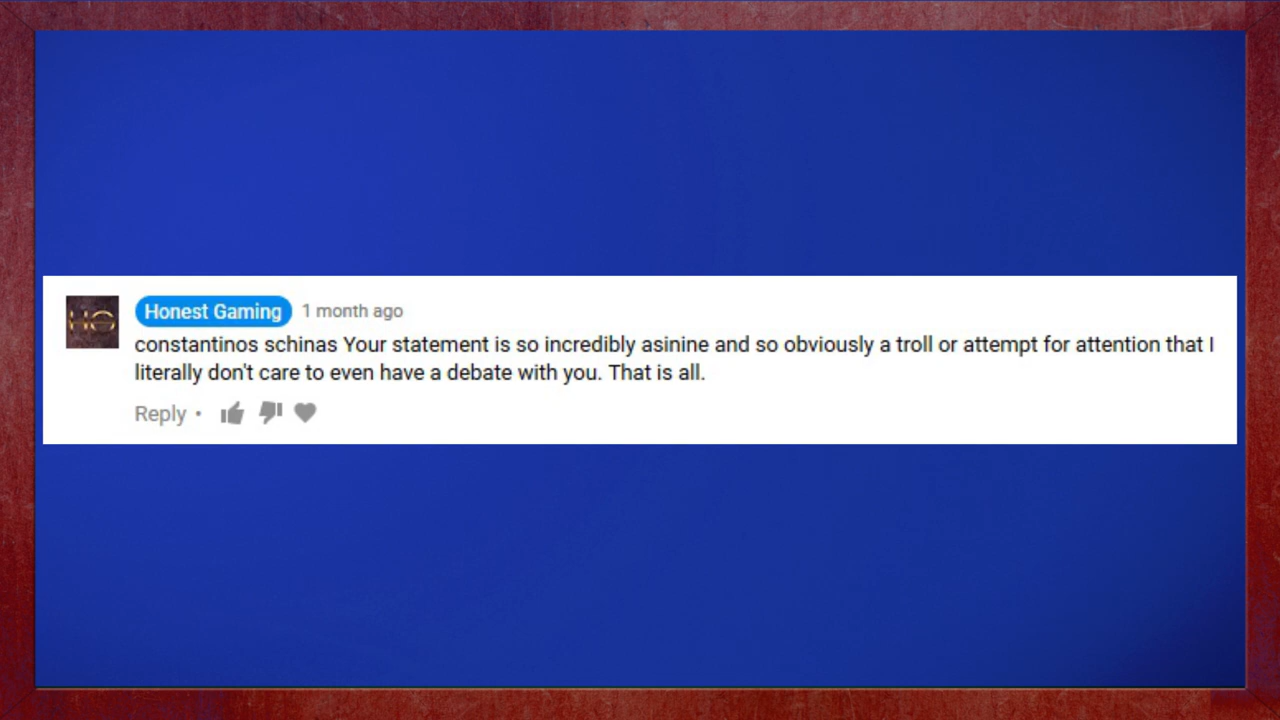 HG
Honest Gaming 1 month ago
constantinos schinas Your statement is so incredibly asinine and so obviously a troll or attempt for attention that I
literally don't care to even have a debate with you. That is all.
Reply •